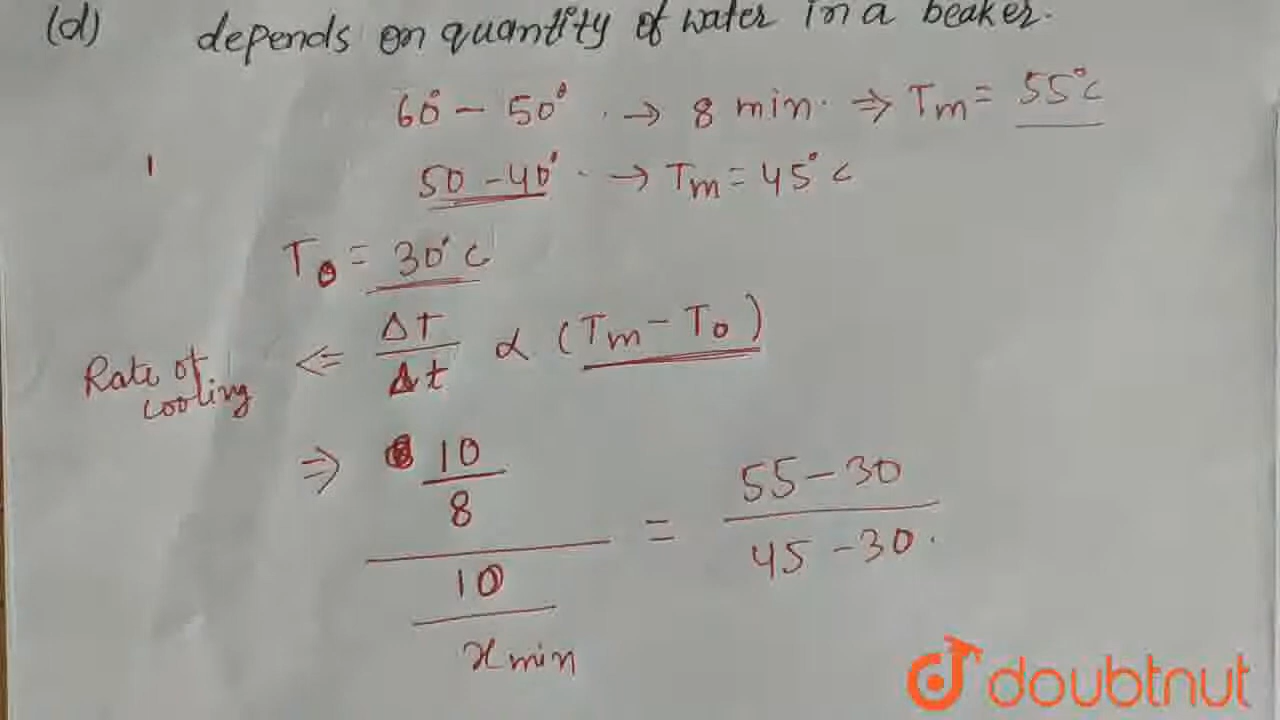 (d) depends on quantity of water in a beaker.
60° - 50° → 8 min. ⇒ Tm = 55°C
50 - 40° → Tm = 45°C
T0 = 30°C
Rate of cooling <= ΔT/Δt ∝ (Tm - T0)
⇒ (10/8)/(10/x min) = (55-30)/(45-30).
doubtnut